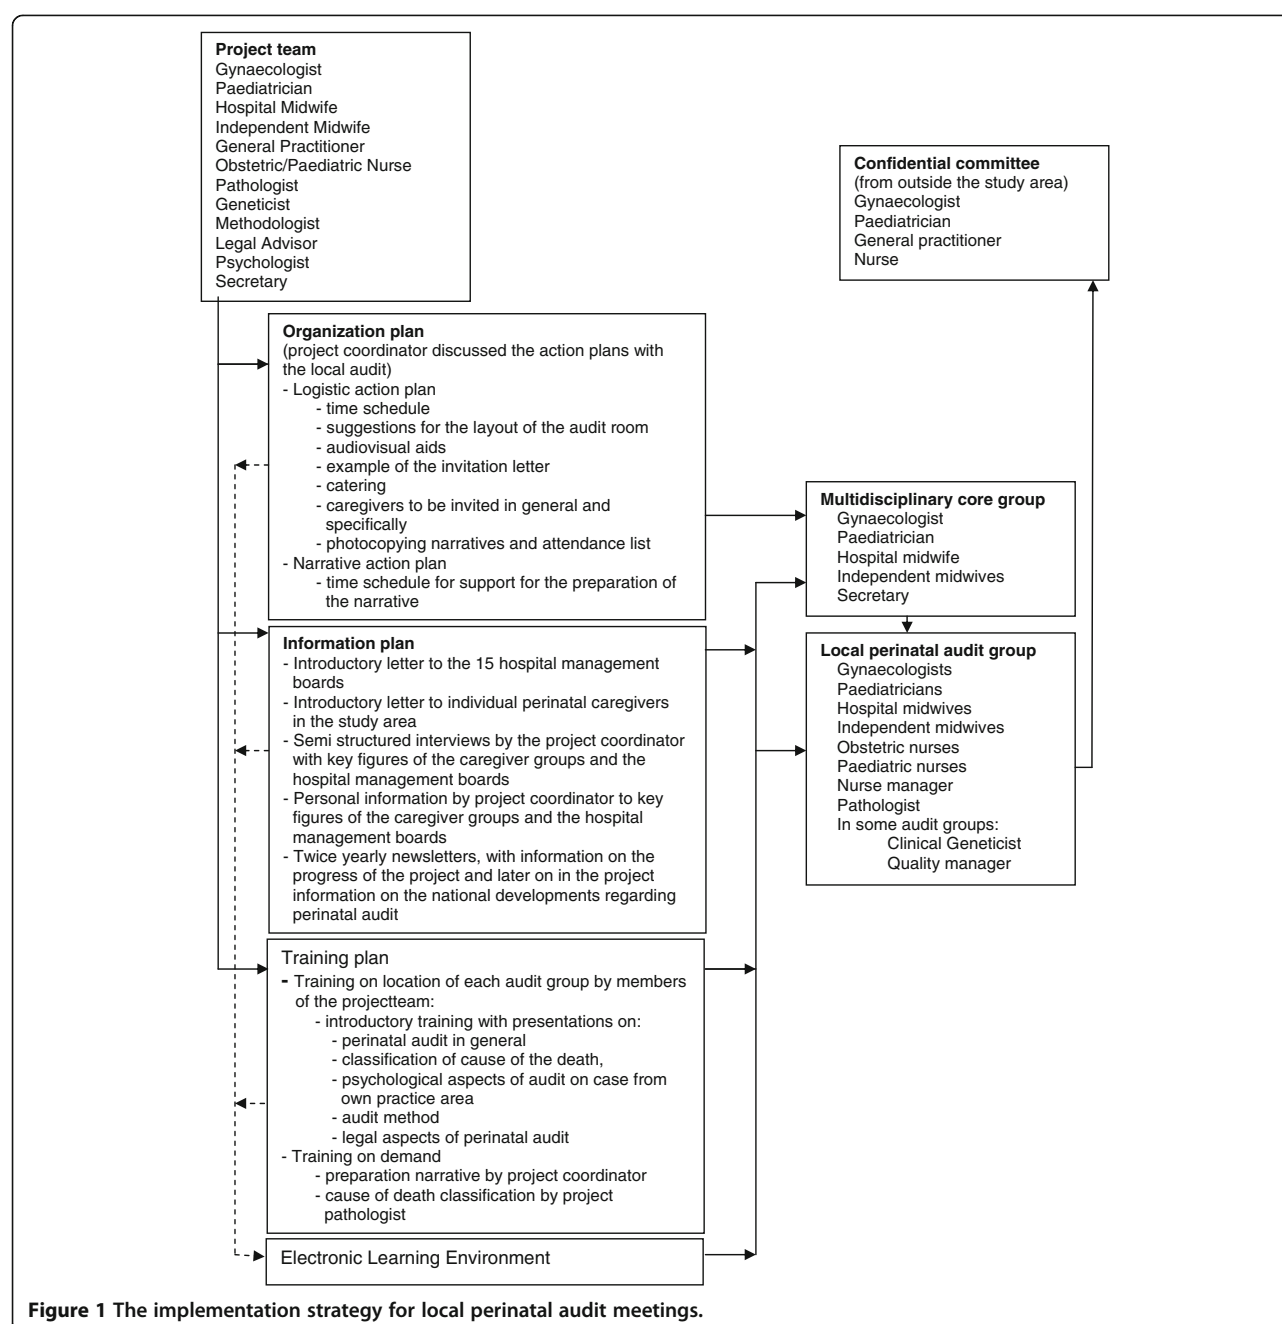 Project team
Gynaecologist
Paediatrician
Hospital Midwife
Independent Midwife
General Practitioner
Obstetric/Paediatric Nurse
Pathologist
Geneticist
Methodologist
Legal Advisor
Psychologist
Secretary
Confidential committee
(from outside the study area)
Gynaecologist
Paediatrician
General practitioner
Nurse
Organization plan
(project coordinator discussed the action plans with
the local audit)
- Logistic action plan
- time schedule
- suggestions for the layout of the audit room
- audiovisual aids
- example of the invitation letter
- catering
- caregivers to be invited in general and
specifically
- photocopying narratives and attendance list
- Narrative action plan
- time schedule for support for the preparation of
the narrative
Multidisciplinary core group
Gynaecologist
Paediatrician
Hospital midwife
Independent midwives
Secretary
Information plan
- Introductory letter to the 15 hospital management
boards
- Introductory letter to individual perinatal caregivers
in the study area
- Semi structured interviews by the project coordinator
with key figures of the caregiver groups and the
hospital management boards
- Personal information by project coordinator to key
figures of the caregiver groups and the hospital
management boards
- Twice yearly newsletters, with information on the
progress of the project and later on in the project
information on the national developments regarding
perinatal audit
Local perinatal audit group
Gynaecologists
Paediatricians
Hospital midwives
Independent midwives
Obstetric nurses
Paediatric nurses
Nurse manager
Pathologist
In some audit groups:
Clinical Geneticist
Quality manager
Training plan
- Training on location of each audit group by members
of the projectteam:
- introductory training with presentations on:
- perinatal audit in general
- classification of cause of the death,
- psychological aspects of audit on case from
own practice area
- audit method
- legal aspects of perinatal audit
- Training on demand
- preparation narrative by project coordinator
- cause of death classification by project
pathologist
Electronic Learning Environment
Figure 1 The implementation strategy for local perinatal audit meetings.